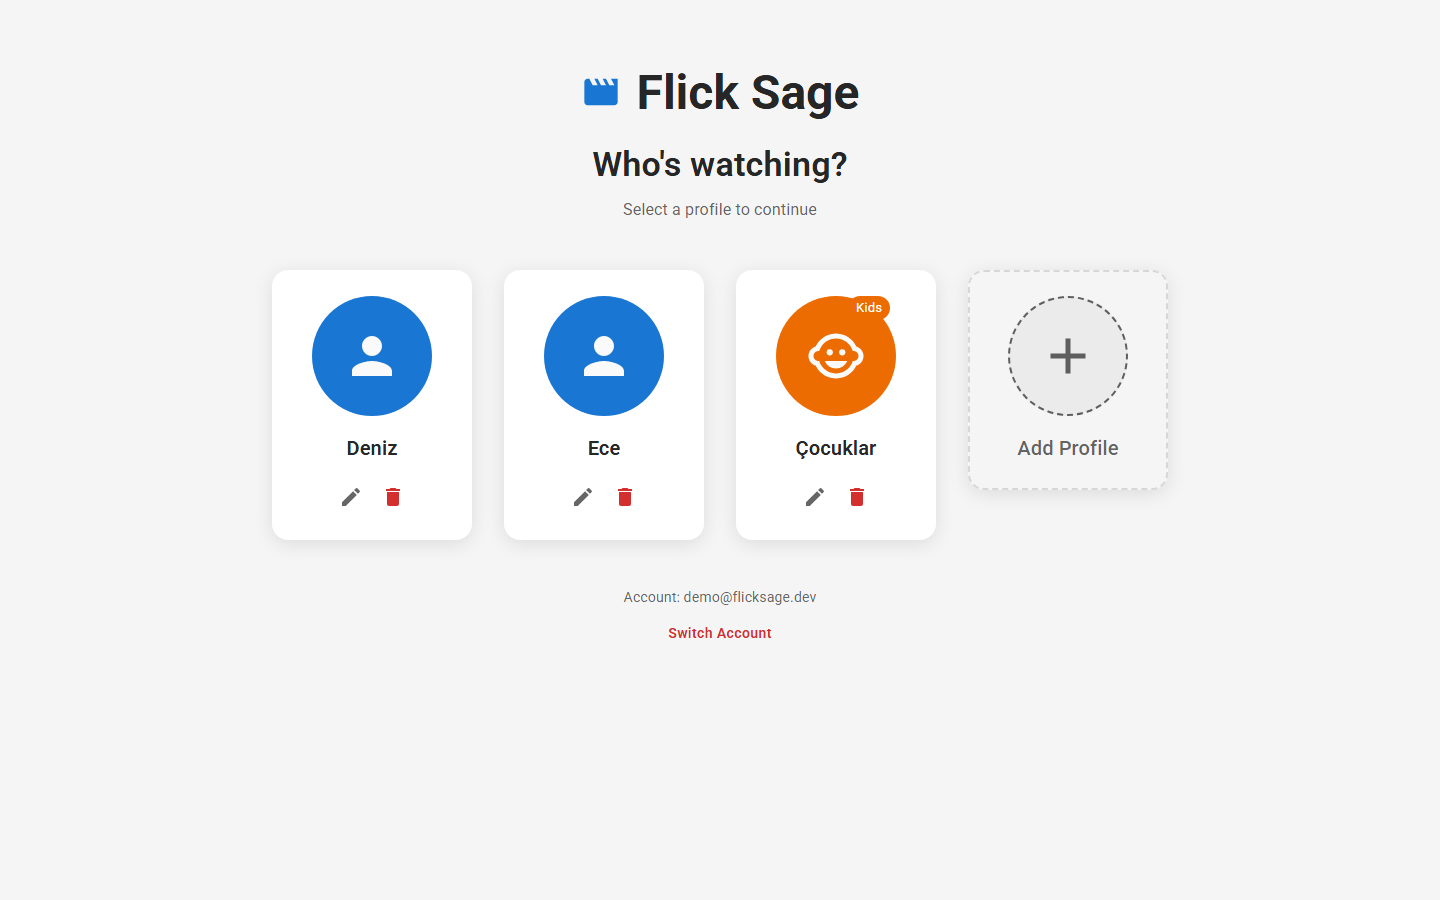 Flick Sage
Who's watching?
Select a profile to continue
Kids
Deniz
Ece
Çocuklar
Add Profile
Account: demo@flicksage.dev
Switch Account